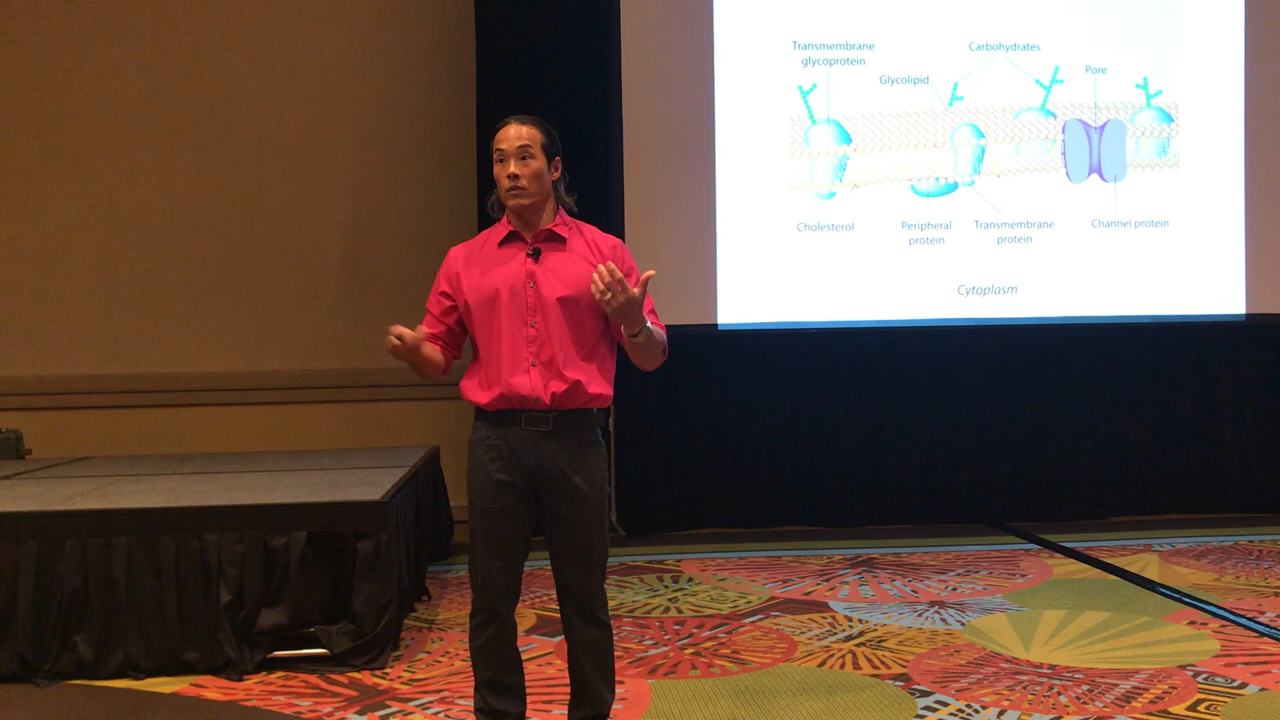 Transmembrane
glycoprotein
Carbohydrates
Glycolipid
Pore
Cholesterol
Peripheral
protein
Transmembrane
protein
Channel protein
Cytoplasm